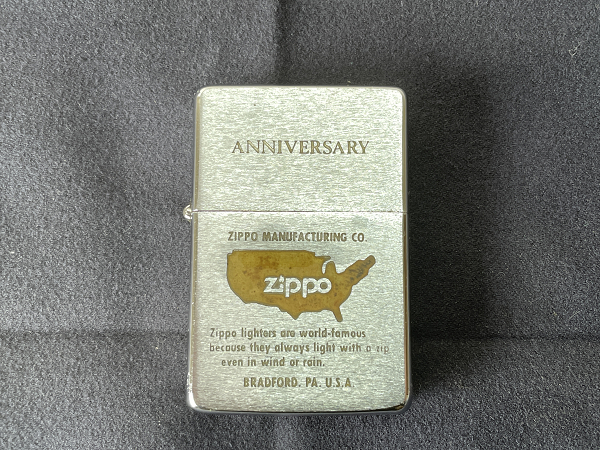 ANNIVERSARY
ZIPPO MANUFACTURING CO.
zippo
Zippo lighters are world-famous
because they always light with a zip
even in wind or rain.
BRADFORD. PA. U.S.A.